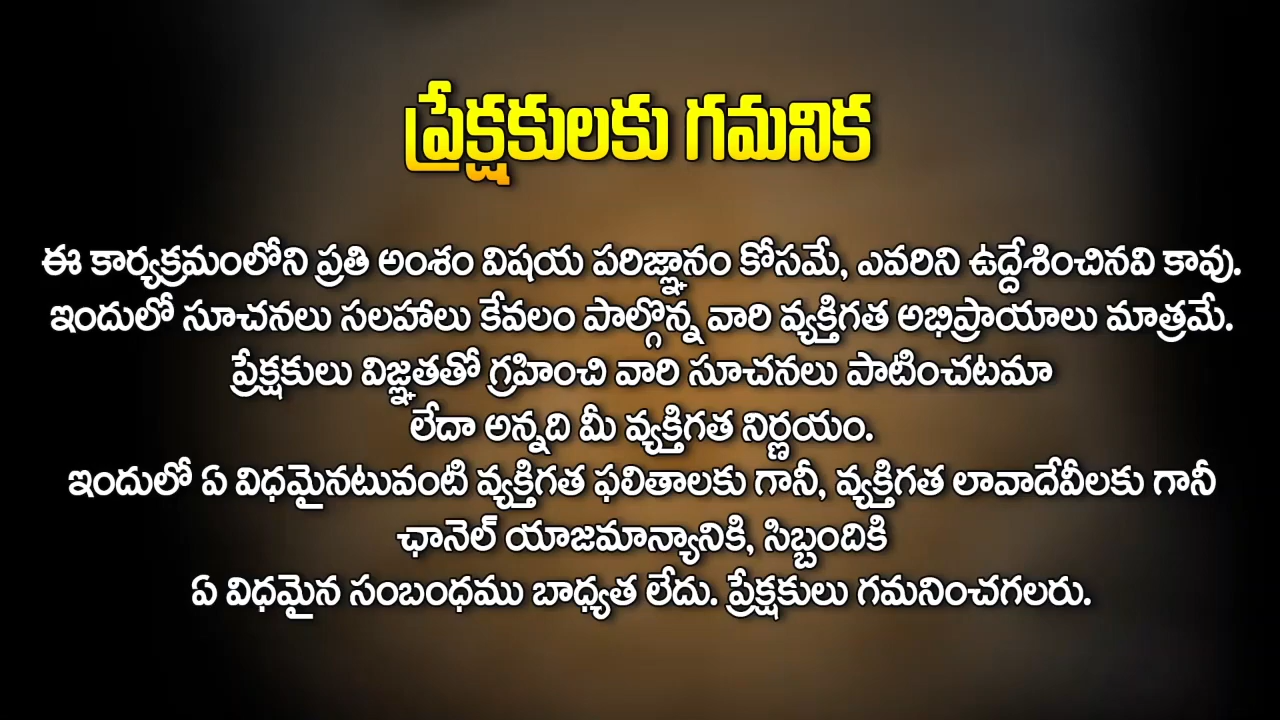 ప్రేక్షకులకు గమనిక
ఈ కార్యక్రమంలోని ప్రతి అంశం విషయ పరిజ్ఞానం కోసమే, ఎవరిని ఉద్దేశించినవి కావు.
ఇందులో సూచనలు సలహాలు కేవలం పాల్గొన్న వారి వ్యక్తిగత అభిప్రాయాలు మాత్రమే.
ప్రేక్షకులు విజ్ఞతతో గ్రహించి వారి సూచనలు పాటించటమా
లేదా అన్నది మీ వ్యక్తిగత నిర్ణయం.
ఇందులో ఏ విధమైనటువంటి వ్యక్తిగత ఫలితాలకు గానీ, వ్యక్తిగత లావాదేవీలకు గానీ
ఛానెల్ యాజమాన్యానికి, సిబ్బందికి
ఏ విధమైన సంబంధము బాధ్యత లేదు. ప్రేక్షకులు గమనించగలరు.